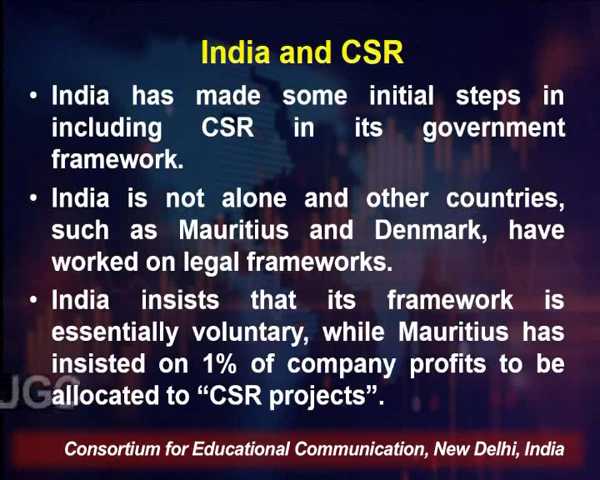 India and CSR
• India has made some initial steps in
including CSR in its government
framework.
• India is not alone and other countries,
such as Mauritius and Denmark, have
worked on legal frameworks.
• India insists that its framework is
essentially voluntary, while Mauritius has
insisted on 1% of company profits to be
allocated to “CSR projects”.
UGC
Consortium for Educational Communication, New Delhi, India